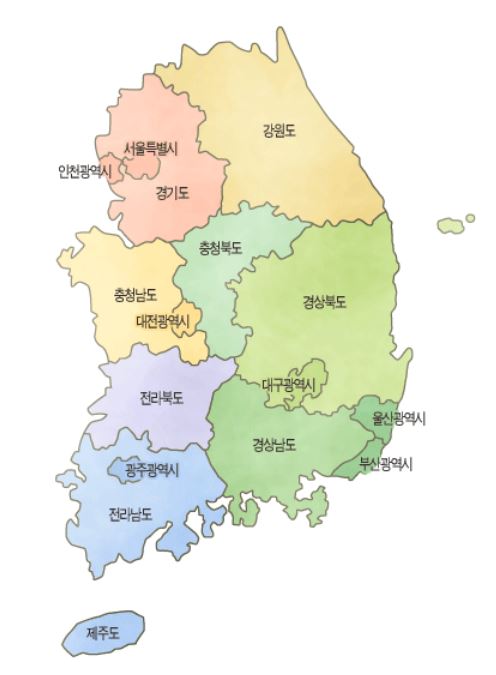 강원도
서울특별시
인천광역시
경기도
충청북도
충청남도
경상북도
대전광역시
대구광역시
전라북도
울산광역시
경상남도
부산광역시
광주광역시
전라남도
제주도